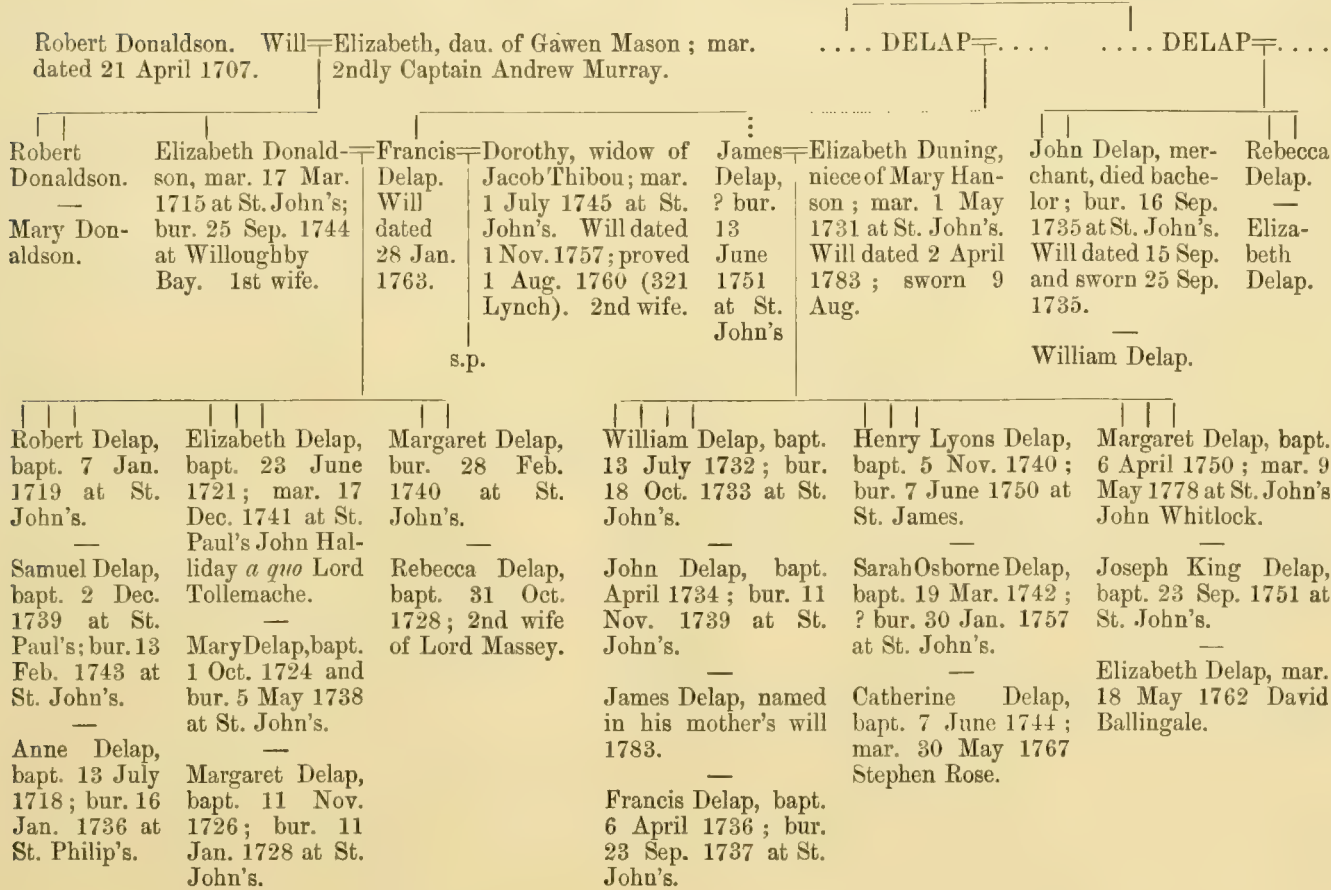 Robert Donaldson. Will=Elizabeth, dau. of Gawen Mason ; mar.
dated 21 April 1707. 2ndly Captain Andrew Murray.
. . . . DELAP=. . . . . . . . DELAP=. . . .
Robert
Donaldson.
—
Mary Don-
aldson.
Elizabeth Donald-=
son, mar. 17 Mar.
1715 at St. John's;
bur. 25 Sep. 1744
at Willoughby
Bay. 1st wife.
Francis=
Delap.
Will
dated
28 Jan.
1763.
Dorothy, widow of
Jacob Thibou; mar.
1 July 1745 at St.
John's. Will dated
1 Nov. 1757; proved
1 Aug. 1760 (321
Lynch). 2nd wife.
s.p.
James=
Delap,
? bur.
13
June
1751
at St.
John's
Elizabeth Duning,
niece of Mary Han-
son ; mar. 1 May
1731 at St. John's.
Will dated 2 April
1783 ; sworn 9
Aug.
John Delap, mer-
chant, died bache-
lor; bur. 16 Sep.
1735 at St. John's.
Will dated 15 Sep.
and sworn 25 Sep.
1735.
—
William Delap.
Rebecca
Delap.
—
Eliza-
beth
Delap.
Robert Delap,
bapt. 7 Jan.
1719 at St.
John's.
—
Samuel Delap,
bapt. 2 Dec.
1739 at St.
Paul's; bur. 13
Feb. 1743 at
St. John's.
—
Anne Delap,
bapt. 13 July
1718 ; bur. 16
Jan. 1736 at
St. Philip's.
Elizabeth Delap,
bapt. 23 June
1721; mar. 17
Dec. 1741 at St.
Paul's John Hal-
liday a quo Lord
Tollemache.
—
Mary Delap, bapt.
1 Oct. 1724 and
bur. 5 May 1738
at St. John's.
—
Margaret Delap,
bapt. 11 Nov.
1726; bur. 11
Jan. 1728 at St.
John's.
Margaret Delap,
bur. 28 Feb.
1740 at St.
John's.
—
Rebecca Delap,
bapt. 31 Oct.
1728; 2nd wife
of Lord Massey.
William Delap, bapt.
13 July 1732 ; bur.
18 Oct. 1733 at St.
John's.
—
John Delap, bapt.
April 1734 ; bur. 11
Nov. 1739 at St.
John's.
—
James Delap, named
in his mother's will
1783.
—
Francis Delap, bapt.
6 April 1736 ; bur.
23 Sep. 1737 at St.
John's.
Henry Lyons Delap,
bapt. 5 Nov. 1740 ;
bur. 7 June 1750 at
St. James.
—
Sarah Osborne Delap,
bapt. 19 Mar. 1742 ;
? bur. 30 Jan. 1757
at St. John's.
—
Catherine Delap,
bapt. 7 June 1744 ;
mar. 30 May 1767
Stephen Rose.
Margaret Delap, bapt.
6 April 1750 ; mar. 9
May 1778 at St. John's
John Whitlock.
—
Joseph King Delap,
bapt. 23 Sep. 1751 at
St. John's.
—
Elizabeth Delap, mar.
18 May 1762 David
Ballingale.